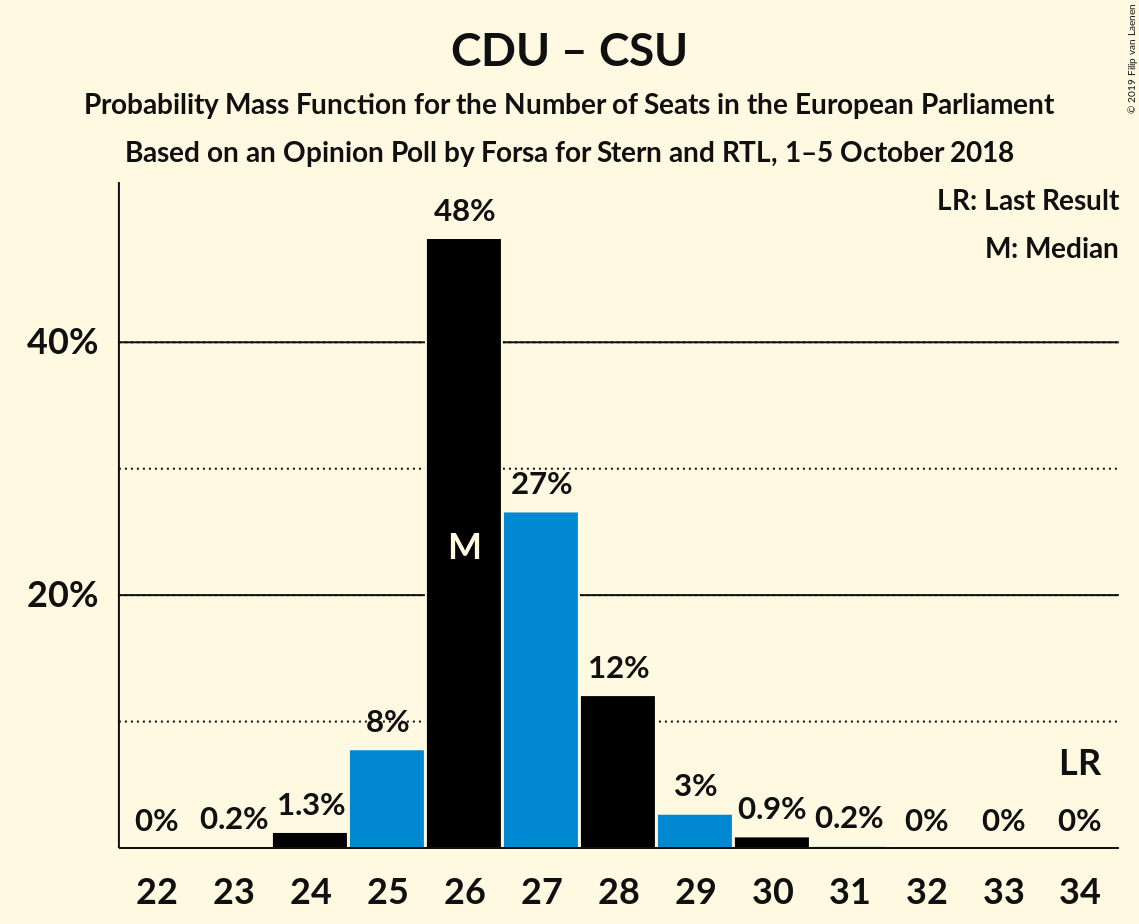 CDU – CSU
Probability Mass Function for the Number of Seats in the European Parliament
Based on an Opinion Poll by Forsa for Stern and RTL, 1–5 October 2018
© 2019 Filip van Laenen
LR: Last Result
M: Median
40%
20%
0%
0.2%
1.3%
8%
48%
M
27%
12%
3%
0.9%
0.2%
0%
0%
LR
0%
22 23 24 25 26 27 28 29 30 31 32 33 34